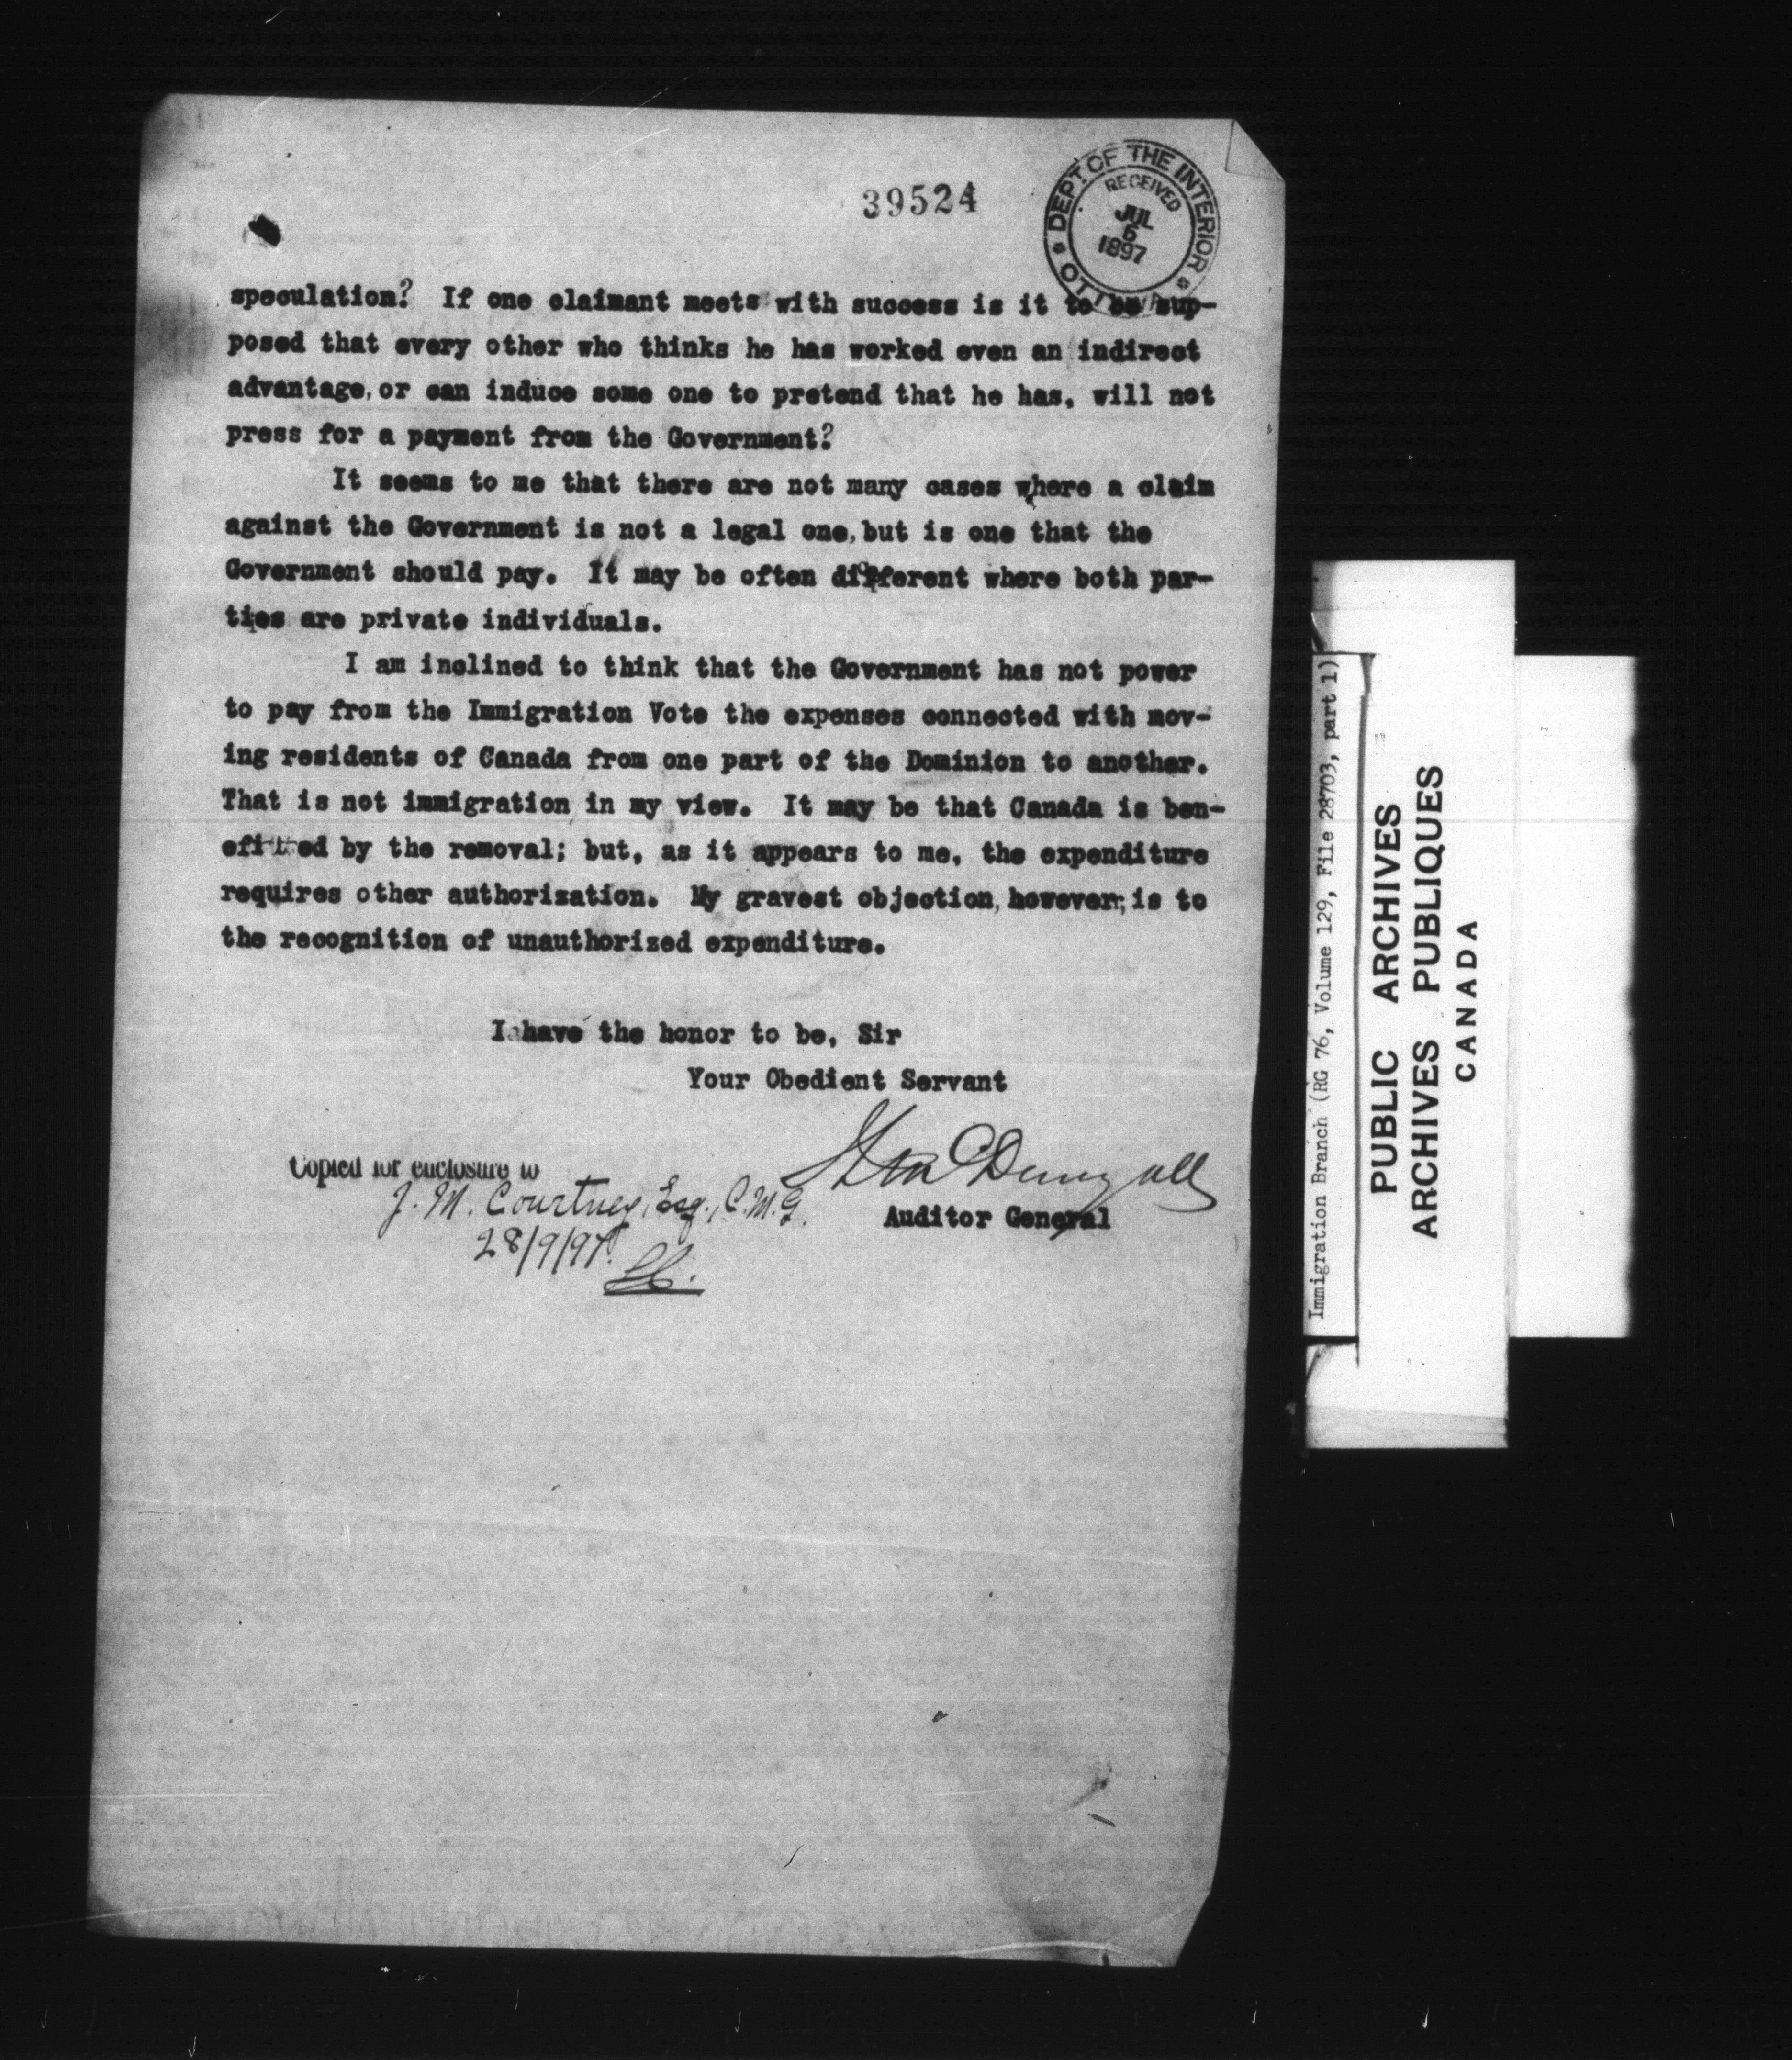 39524
DEPT OF THE INTERIOR
RECEIVED
JUL
6
1897
speculation? If one claimant meets with success is it to be sup-
posed that every other who thinks he has worked even an indirect
advantage, or can induce some one to pretend that he has, will not
press for a payment from the Government?
It seems to me that there are not many cases where a claim
against the Government is not a legal one, but is one that the
Government should pay. It may be often different where both par-
ties are private individuals.
I am inclined to think that the Government has not power
to pay from the Immigration Vote the expenses connected with mov-
ing residents of Canada from one part of the Dominion to another.
That is not immigration in my view. It may be that Canada is ben-
efitted by the removal; but, as it appears to me, the expenditure
requires other authorization. My gravest objection, however, is to
the recognition of unauthorized expenditure.
I have the honor to be, Sir
Your Obedient Servant
Copied for enclosure to
J. M. Courtney, Esq., C.M.G.
28/9/97
Auditor General
Immigration Branch (RG 76, Volume 129, File 28703, part 1)
PUBLIC ARCHIVES
ARCHIVES PUBLIQUES
CANADA